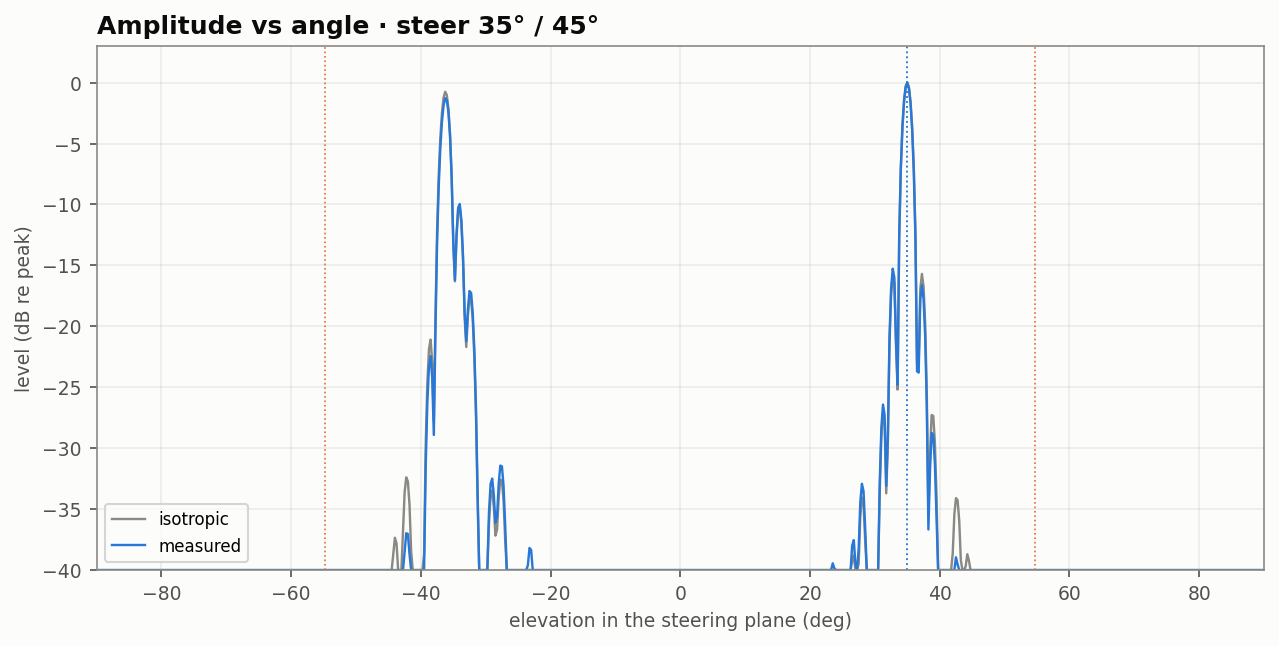 Amplitude vs angle · steer 35° / 45°
level (dB re peak)
0
−5
−10
−15
−20
−25
−30
−35
−40
isotropic
measured
−80 −60 −40 −20 0 20 40 60 80
elevation in the steering plane (deg)